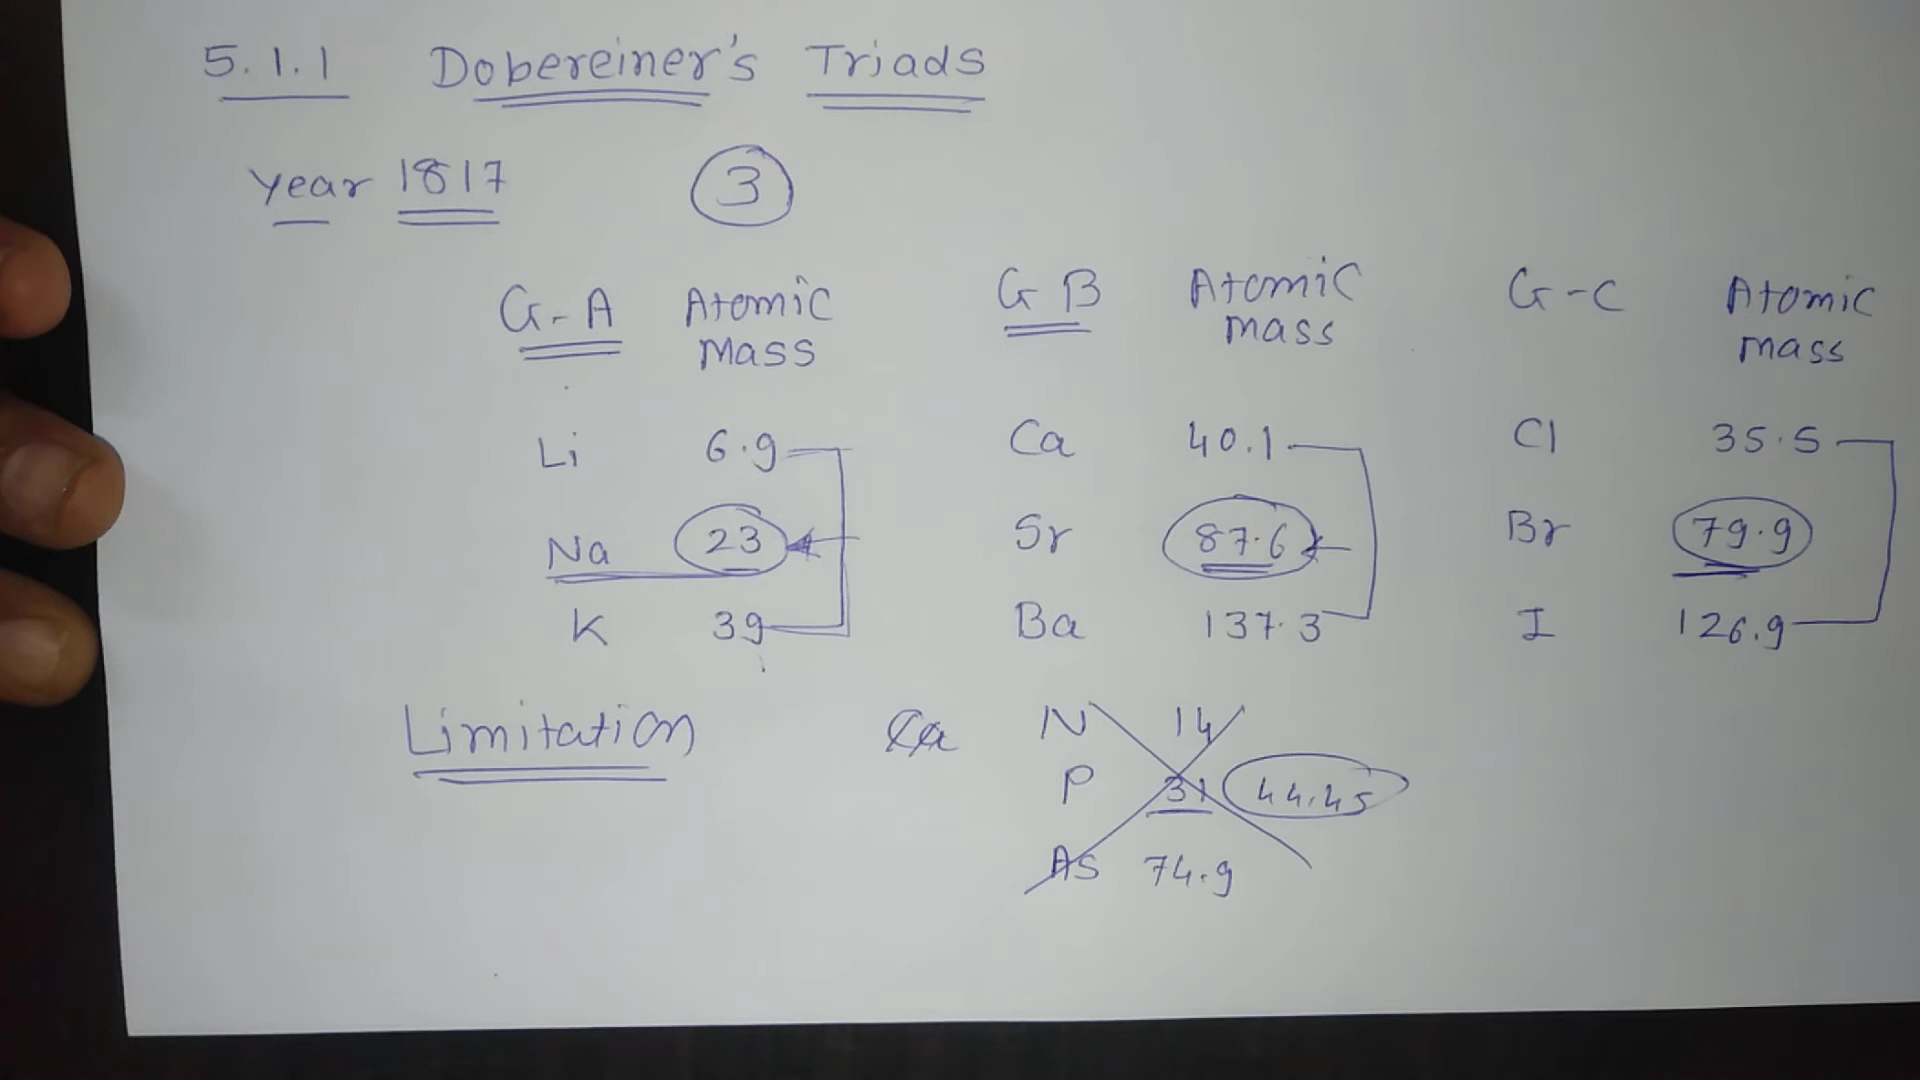 5.1.1 Dobereiner's Triads
Year 1817 3
G-A Atomic Mass G B Atomic mass G-C Atomic mass
Li 6.9 Ca 40.1 Cl 35.5
Na 23 Sr 87.6 Br 79.9
K 39 Ba 137.3 I 126.9
Limitation N 14
P 31 44.45
As 74.9